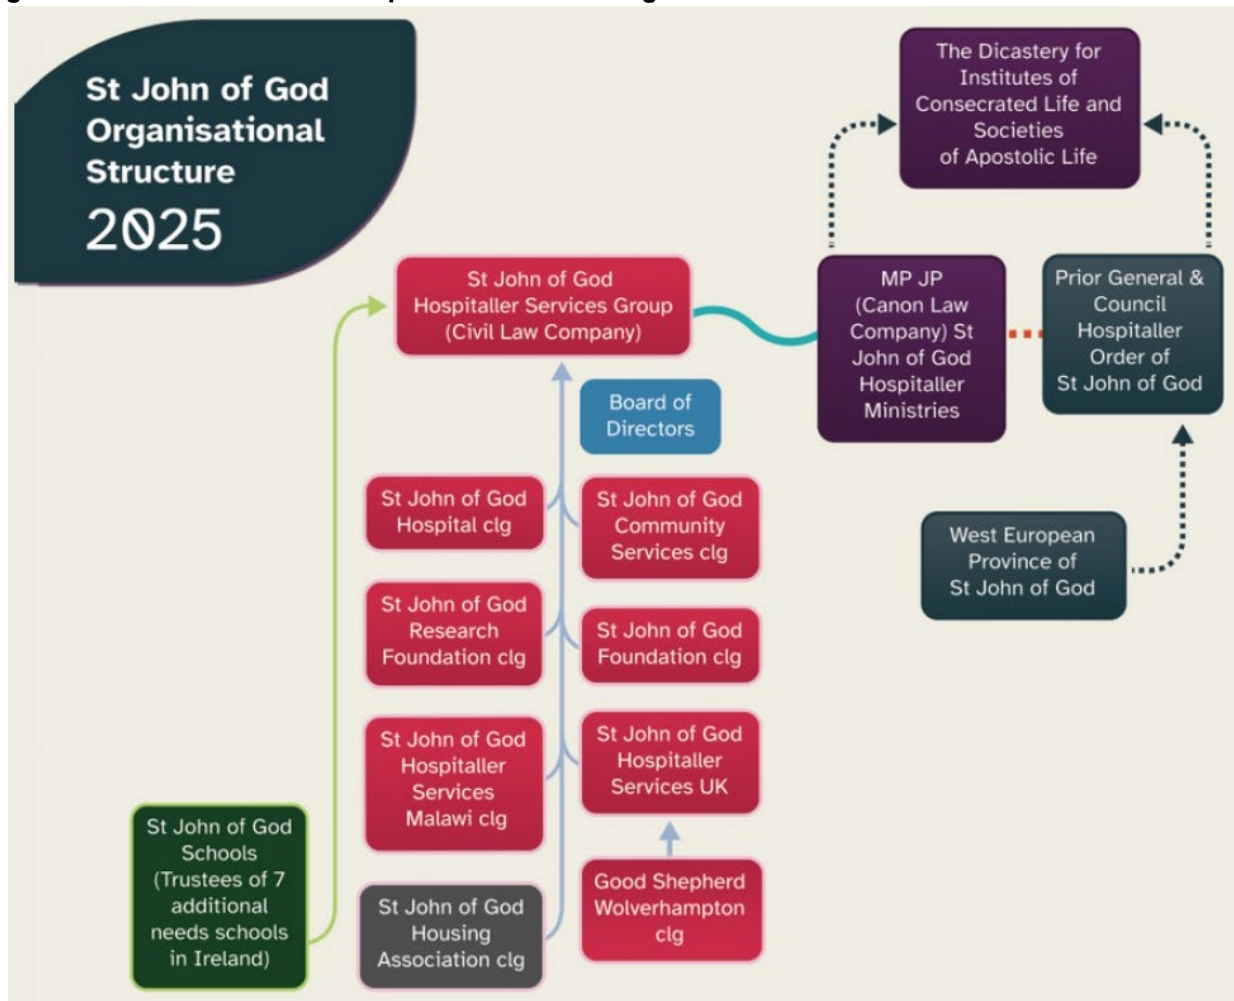 St John of God
Organisational
Structure
2025
The Dicastery for
Institutes of
Consecrated Life and
Societies
of Apostolic Life
St John of God
Hospitaller Services Group
(Civil Law Company)
MP JP
(Canon Law
Company) St
John of God
Hospitaller
Ministries
Prior General &
Council
Hospitaller
Order of
St John of God
Board of
Directors
St John of God
Hospital clg
St John of God
Community
Services clg
West European
Province of
St John of God
St John of God
Research
Foundation clg
St John of God
Foundation clg
St John of God
Hospitaller
Services
Malawi clg
St John of God
Hospitaller
Services UK
St John of God
Schools
(Trustees of 7
additional
needs schools
in Ireland)
St John of God
Housing
Association clg
Good Shepherd
Wolverhampton
clg